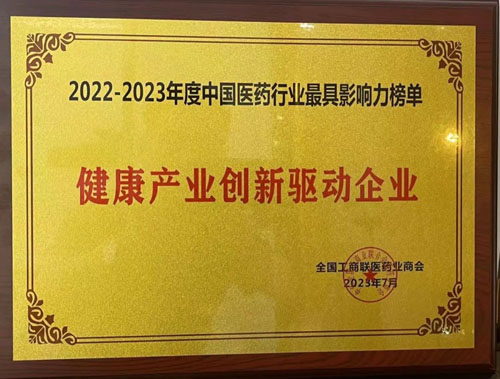 2022-2023年度中国医药行业最具影响力榜单
健康产业创新驱动企业
全国工商联医药业商会
2023年7月